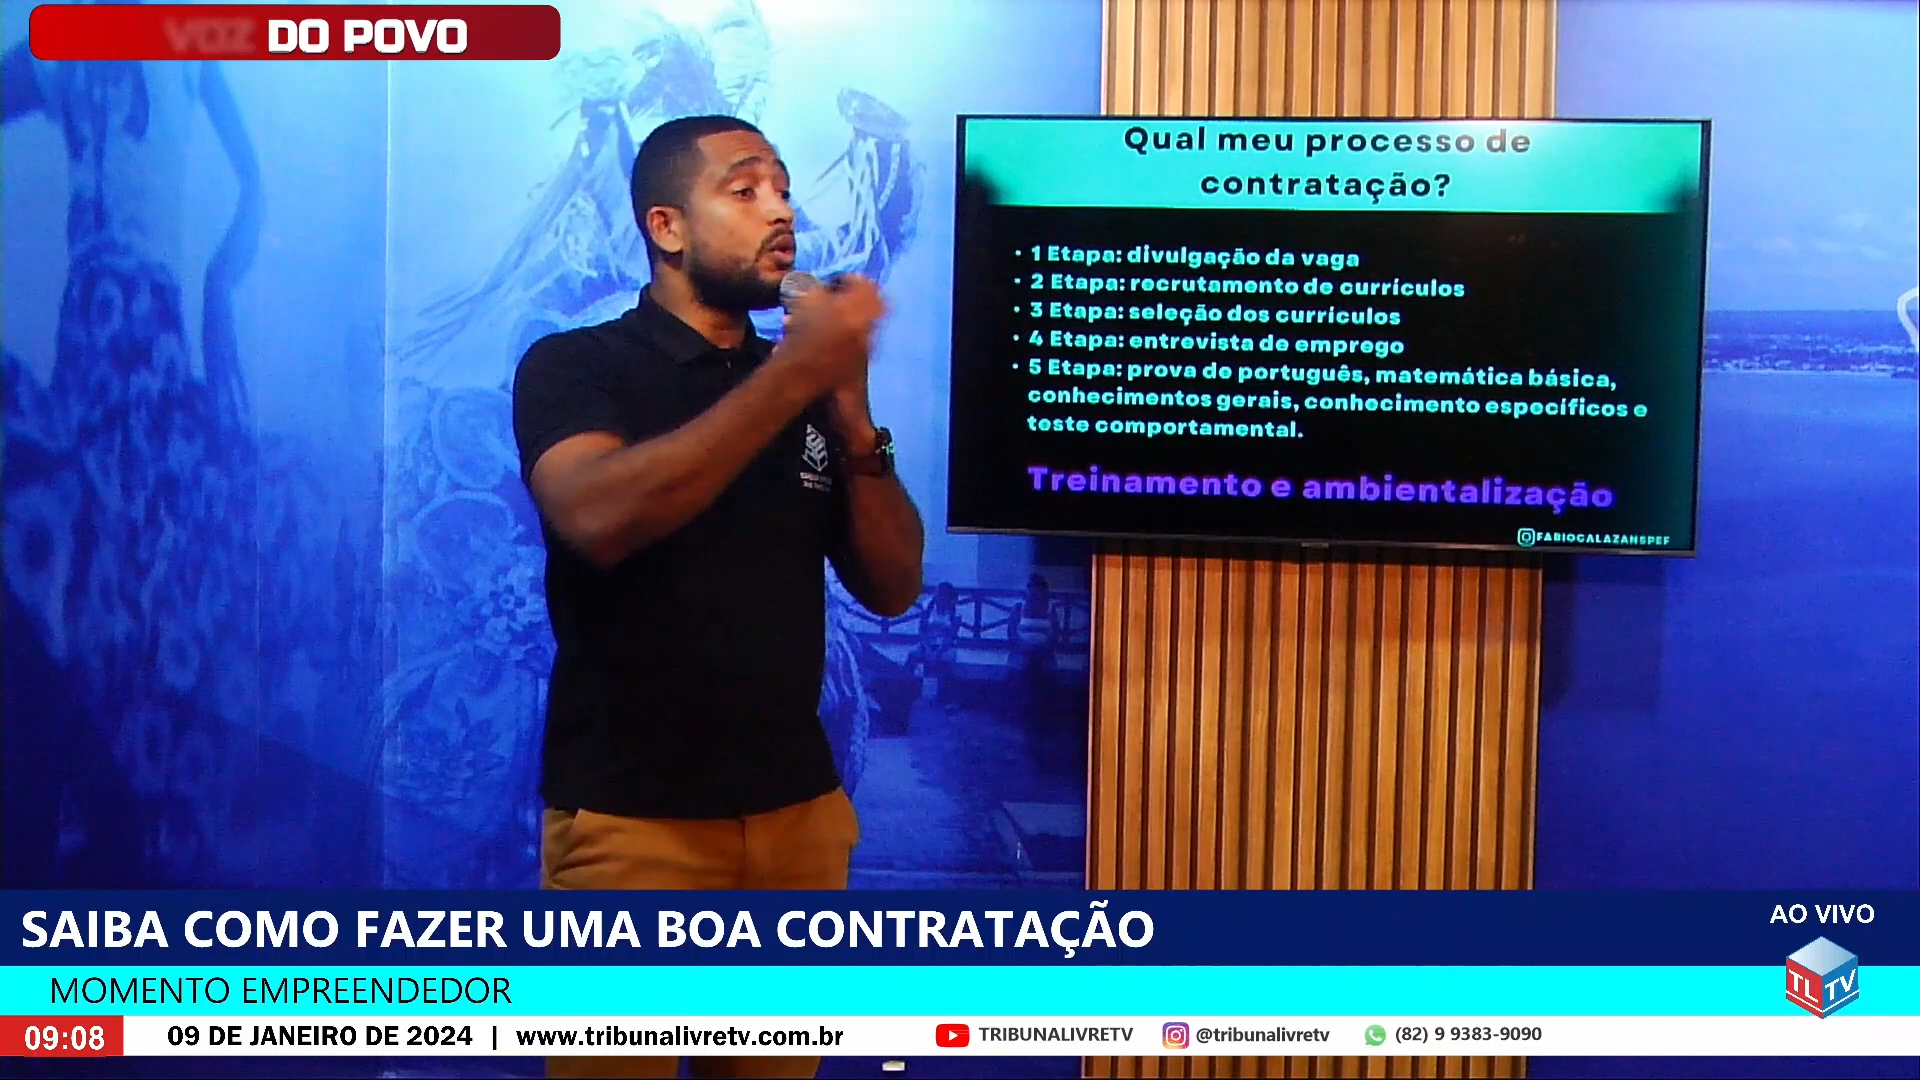 VOZ DO POVO
Qual meu processo de
contratação?
• 1 Etapa: divulgação da vaga
• 2 Etapa: recrutamento de currículos
• 3 Etapa: seleção dos currículos
• 4 Etapa: entrevista de emprego
• 5 Etapa: prova de português, matemática básica,
conhecimentos gerais, conhecimento específicos e
teste comportamental.
Treinamento e ambientalização
FABIOGALAZANSPEF
SAIBA COMO FAZER UMA BOA CONTRATAÇÃO
AO VIVO
MOMENTO EMPREENDEDOR
TL TV
09:08 09 DE JANEIRO DE 2024 | www.tribunalivretv.com.br TRIBUNALIVRETV @tribunalivretv (82) 9 9383-9090